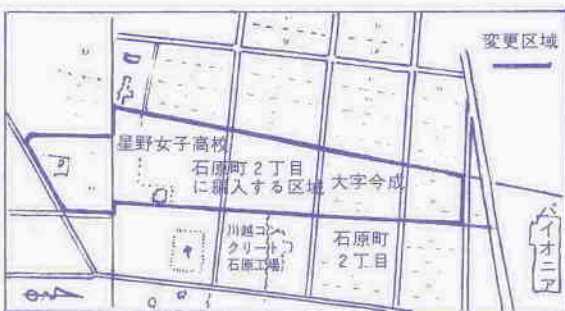 変更区域
星野女子高校
石原町2丁目
に編入する区域
大字今成
川越コン
クリート
石原工場
石原町
2丁目
パイオニア